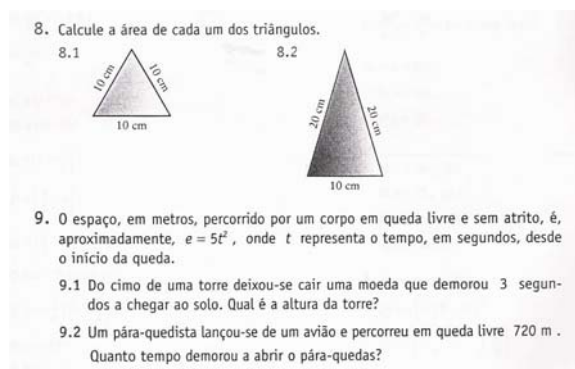 8. Calcule a área de cada um dos triângulos.
8.1
8.2
10 cm
10 cm
10 cm
20 cm
20 cm
10 cm
9. O espaço, em metros, percorrido por um corpo em queda livre e sem atrito, é,
aproximadamente, e = 5t², onde t representa o tempo, em segundos, desde
o início da queda.
9.1 Do cimo de uma torre deixou-se cair uma moeda que demorou 3 segun-
dos a chegar ao solo. Qual é a altura da torre?
9.2 Um pára-quedista lançou-se de um avião e percorreu em queda livre 720 m .
Quanto tempo demorou a abrir o pára-quedas?